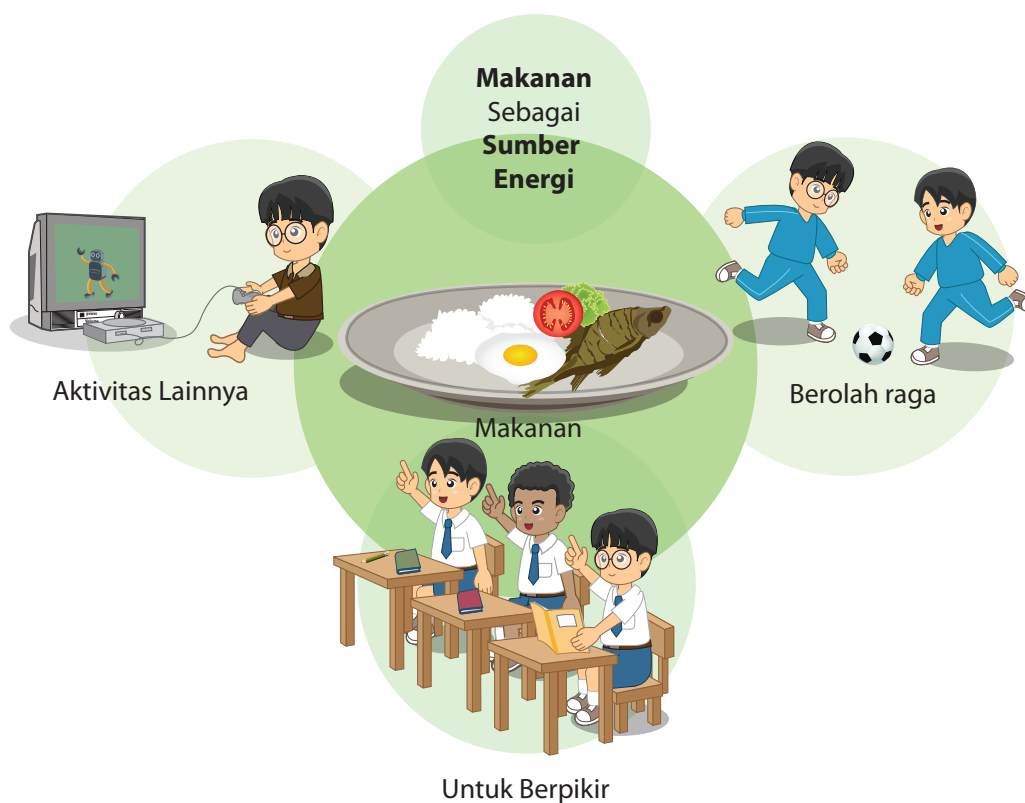 Makanan
Sebagai
Sumber
Energi
Aktivitas Lainnya
Berolah raga
Makanan
Untuk Berpikir